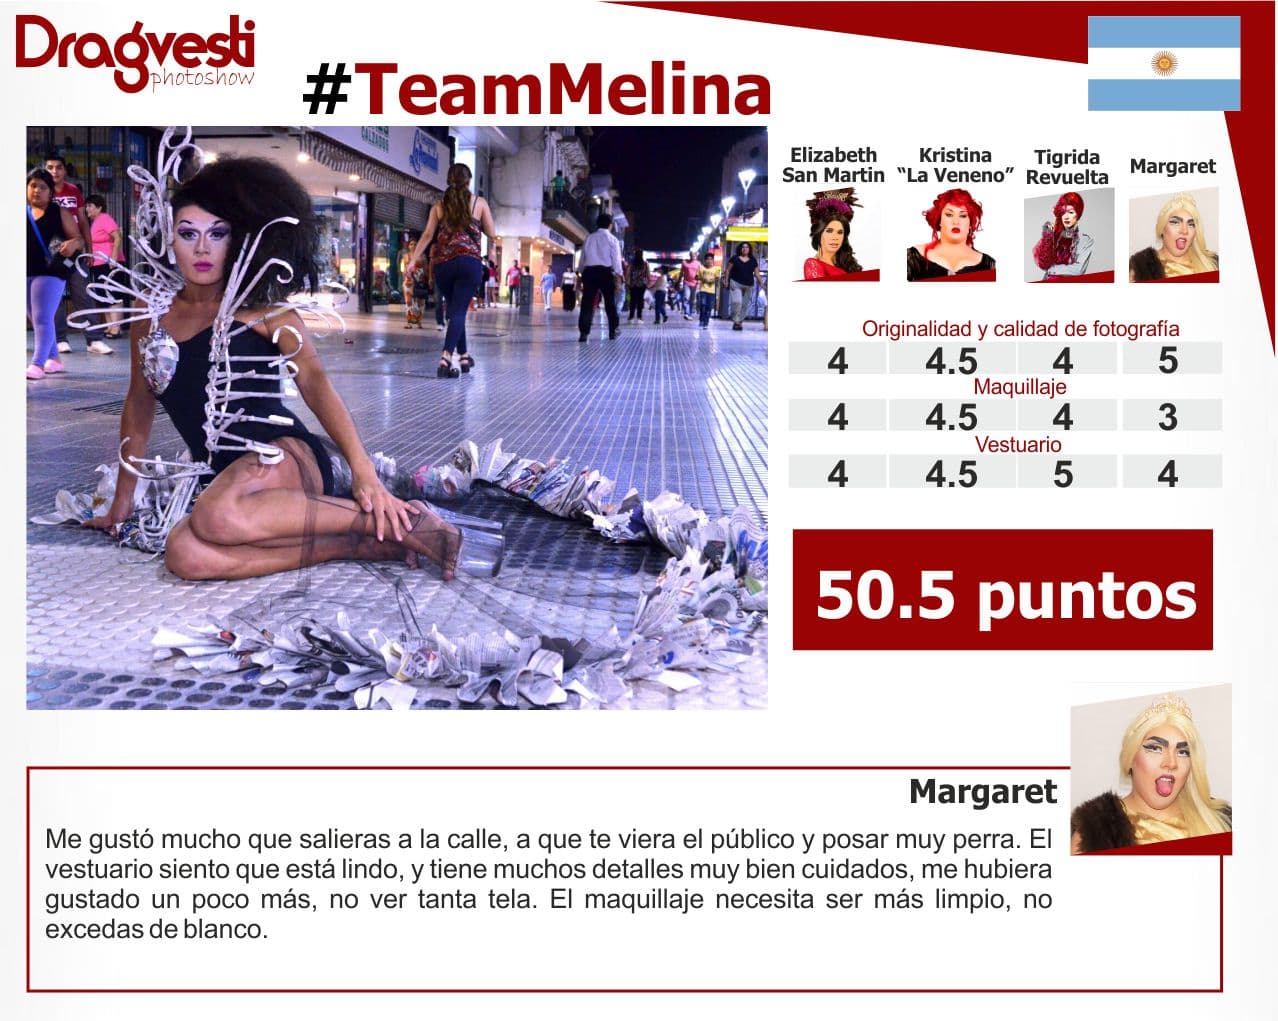 Dragvesti
photoshow
#TeamMelina
Elizabeth
San Martin
Kristina
“La Veneno”
Tigrida
Revuelta
Margaret
Originalidad y calidad de fotografía
4 4.5 4 5
Maquillaje
4 4.5 4 3
Vestuario
4 4.5 5 4
50.5 puntos
Margaret
Me gustó mucho que salieras a la calle, a que te viera el público y posar muy perra. El
vestuario siento que está lindo, y tiene muchos detalles muy bien cuidados, me hubiera
gustado un poco más, no ver tanta tela. El maquillaje necesita ser más limpio, no
excedas de blanco.